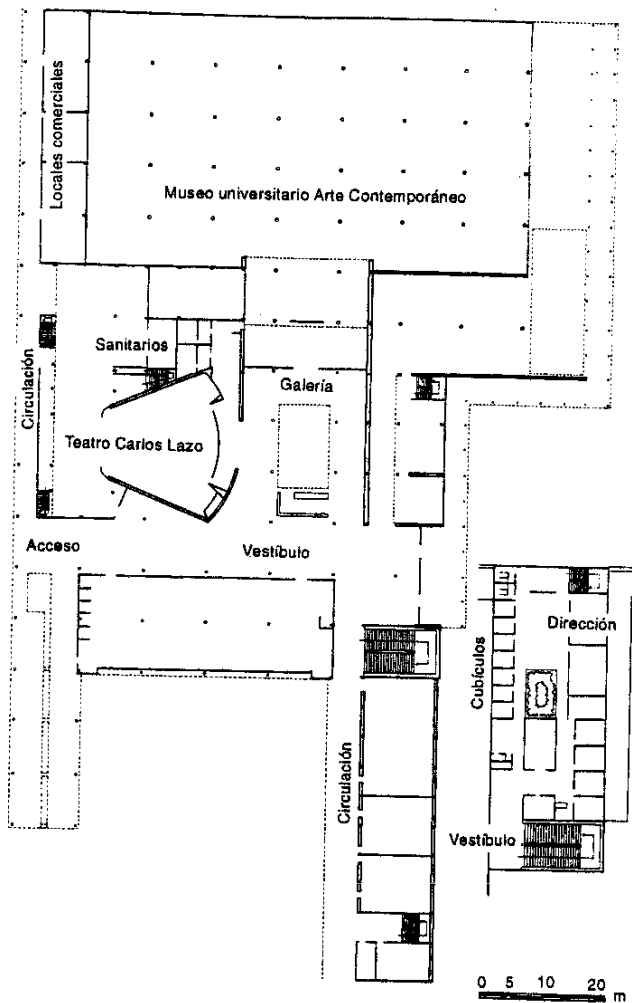 Locales comerciales
Museo universitario Arte Contemporáneo
Sanitarios
Circulación
Galería
Teatro Carlos Lazo
Acceso
Vestíbulo
Dirección
Cubículos
Circulación
Vestíbulo
0 5 10 20 m